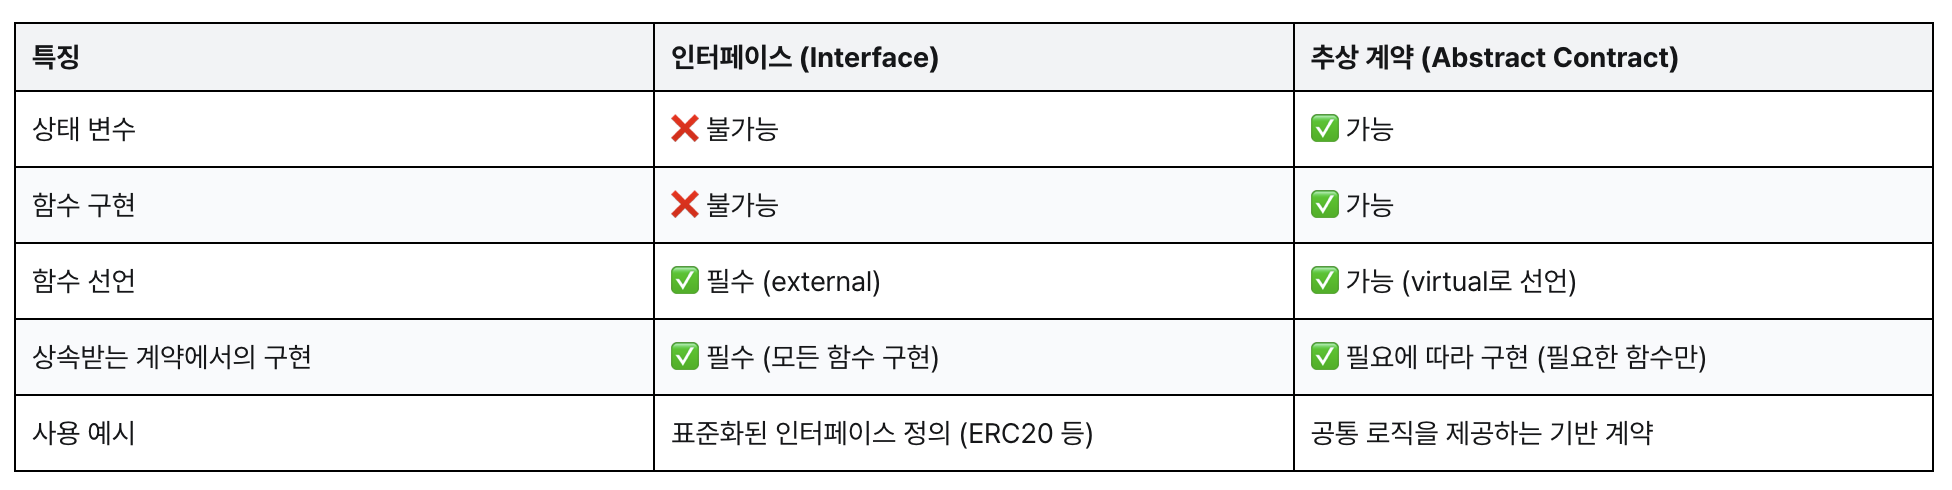 특징 인터페이스 (Interface) 추상 계약 (Abstract Contract)
상태 변수 ❌ 불가능 ✅ 가능
함수 구현 ❌ 불가능 ✅ 가능
함수 선언 ✅ 필수 (external) ✅ 가능 (virtual로 선언)
상속받는 계약에서의 구현 ✅ 필수 (모든 함수 구현) ✅ 필요에 따라 구현 (필요한 함수만)
사용 예시 표준화된 인터페이스 정의 (ERC20 등) 공통 로직을 제공하는 기반 계약